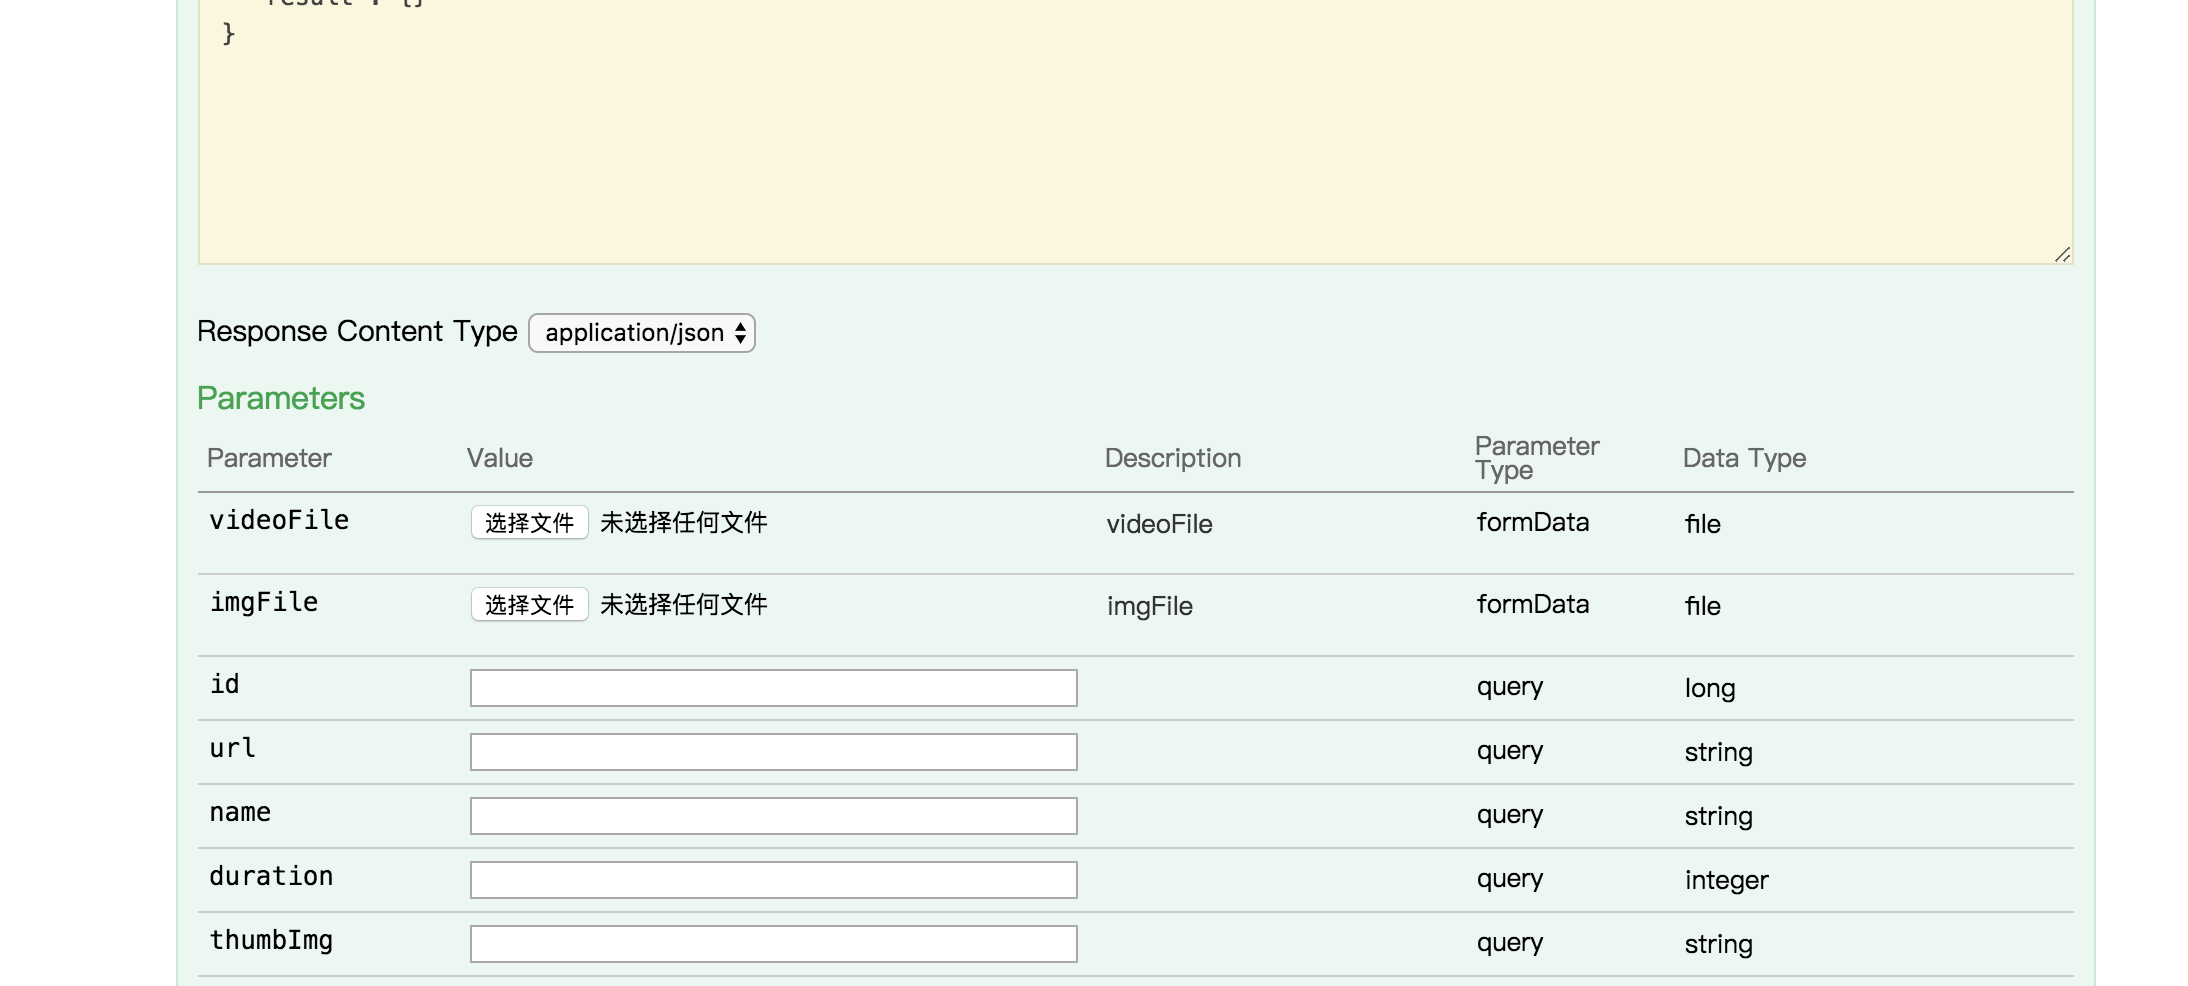 "result": {}
}
Response Content Type application/json
Parameters
Parameter Value Description Parameter Type Data Type
videoFile 选择文件 未选择任何文件 videoFile formData file
imgFile 选择文件 未选择任何文件 imgFile formData file
id query long
url query string
name query string
duration query integer
thumbImg query string